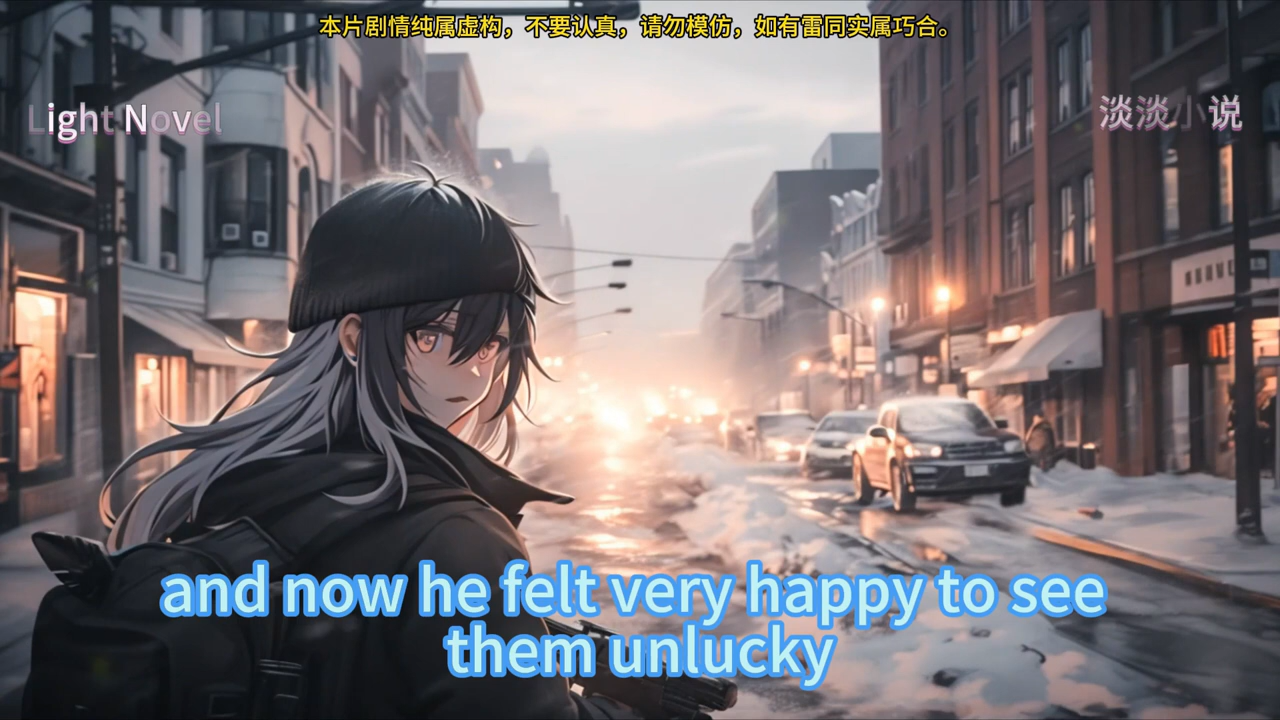 本片剧情纯属虚构，不要认真，请勿模仿，如有雷同实属巧合。
Light Novel
淡淡小说
and now he felt very happy to see
them unlucky